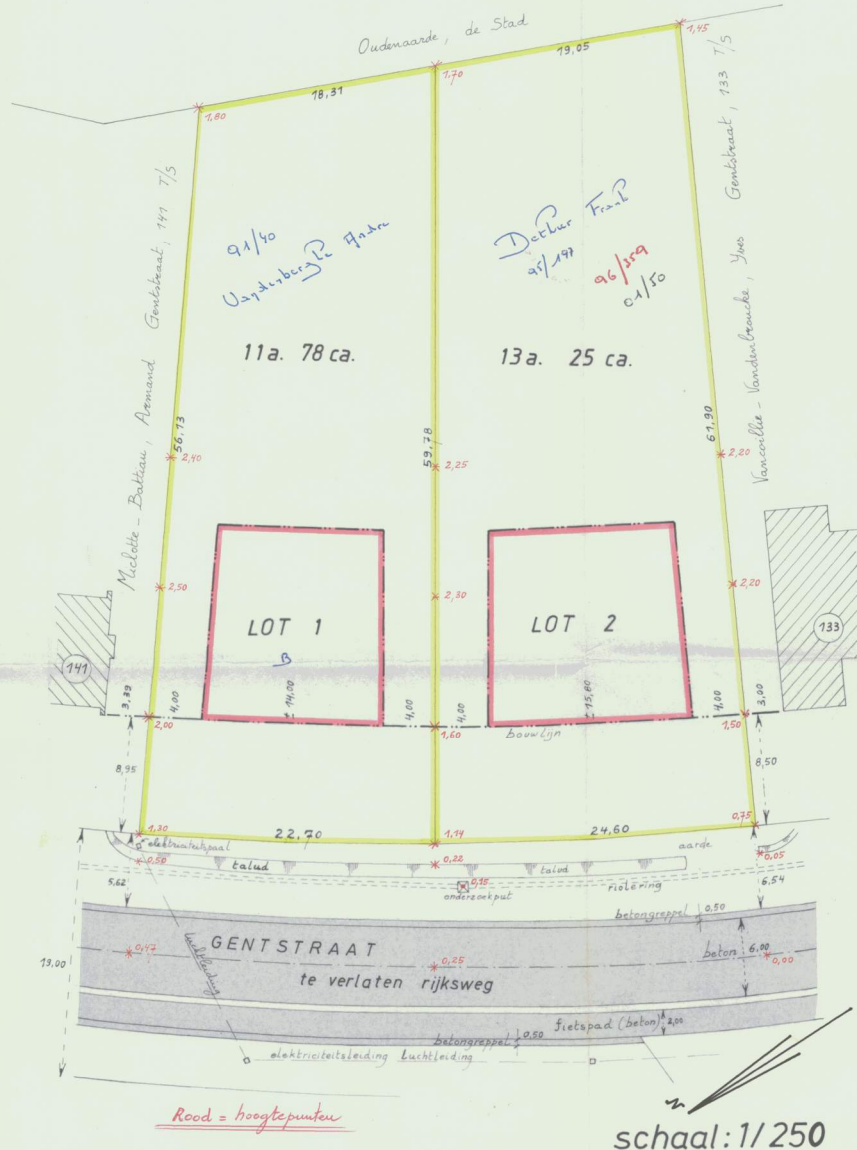 Oudenaarde, de Stad
18,31
19,05
1,80
1,70
1,45
Miclotte - Battiau, Armand Gentstraat, 141 T/S
Vancoillie - Vandenbroucke, Yves Gentstraat, 133 T/S
91/40
Vandenberghe Andre
Frank
95/197
96/359
01/50
11a. 78 ca.
13a. 25 ca.
56,13
59,78
61,90
2,40
2,25
2,20
2,50
2,30
2,20
LOT 1
B
LOT 2
141
133
3,39
4,00
± 14,00
4,00
4,00
± 15,80
4,00
3,00
2,00
1,60
1,50
bouwlijn
8,95
8,50
1,30
22,70
1,14
24,60
0,75
elektriciteitspaal
aarde
0,50
talud
0,22
talud
0,05
5,62
0,15
onderzoekput
riolering
6,54
betongreppel
0,50
19,00
0,47
luchtleiding
GENTSTRAAT
0,25
te verlaten rijksweg
beton
6,00
0,00
fietspad (beton)
2,00
betongreppel
0,50
elektriciteitsleiding Luchtleiding
Rood = hoogtepunten
N
schaal: 1/250